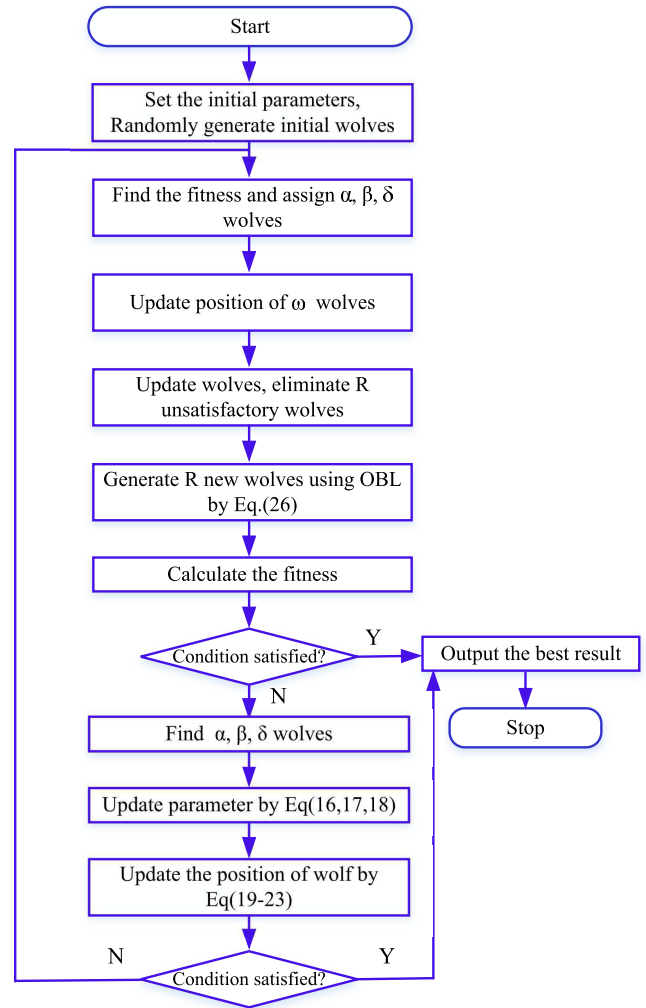 Start
Set the initial parameters,
Randomly generate initial wolves
Find the fitness and assign α, β, δ
wolves
Update position of ω wolves
Update wolves, eliminate R
unsatisfactory wolves
Generate R new wolves using OBL
by Eq.(26)
Calculate the fitness
Condition satisfied?
Y
Output the best result
Stop
N
Find α, β, δ wolves
Update parameter by Eq(16,17,18)
Update the position of wolf by
Eq(19-23)
N
Condition satisfied?
Y